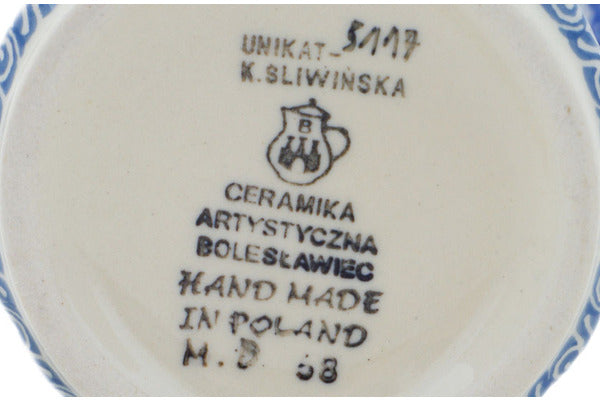 UNIKAT-5117
K. SLIWIŃSKA
B
CERAMIKA
ARTYSTYCZNA
BOLESŁAWIEC
HAND MADE
IN POLAND
M.